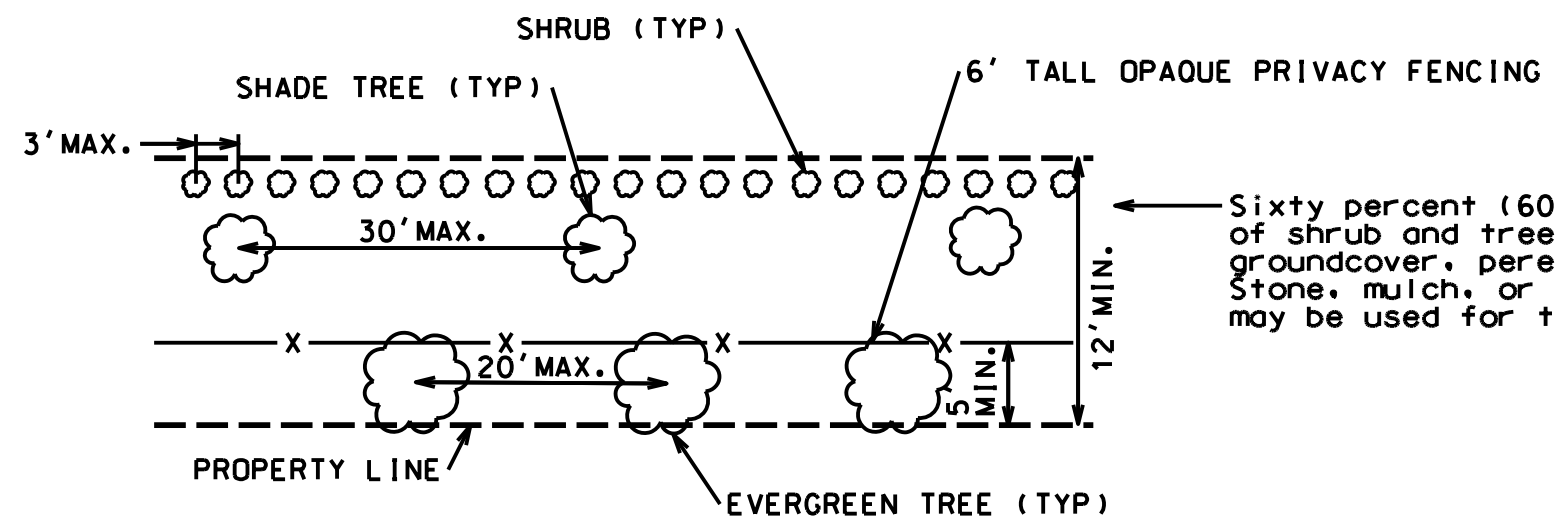 SHRUB (TYP)
6' TALL OPAQUE PRIVACY FENCING
SHADE TREE (TYP)
3' MAX.
30' MAX.
Sixty percent (60
of shrub and tree
groundcover, pere
Stone, mulch, or
may be used for t
12' MIN.
X X X X
20' MAX.
5' MIN.
PROPERTY LINE
EVERGREEN TREE (TYP)